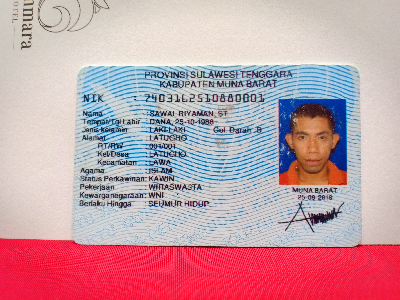 amara
HOTEL
PROVINSI SULAWESI TENGGARA
KABUPATEN MUNA BARAT
NIK : 7403162510880001
Nama : SAWAL RIYAMAN, ST
Tempat/Tgl Lahir : DANA, 25-10-1988
Jenis Kelamin : LAKI-LAKI Gol. Darah : B
Alamat : LATUGHO
RT/RW : 001/001
Kel/Desa : LATUGHO
Kecamatan : LAWA
Agama : ISLAM
Status Perkawinan: KAWIN
Pekerjaan : WIRASWASTA
Kewarganegaraan: WNI
Berlaku Hingga : SEUMUR HIDUP
MUNA BARAT
25-09-2018